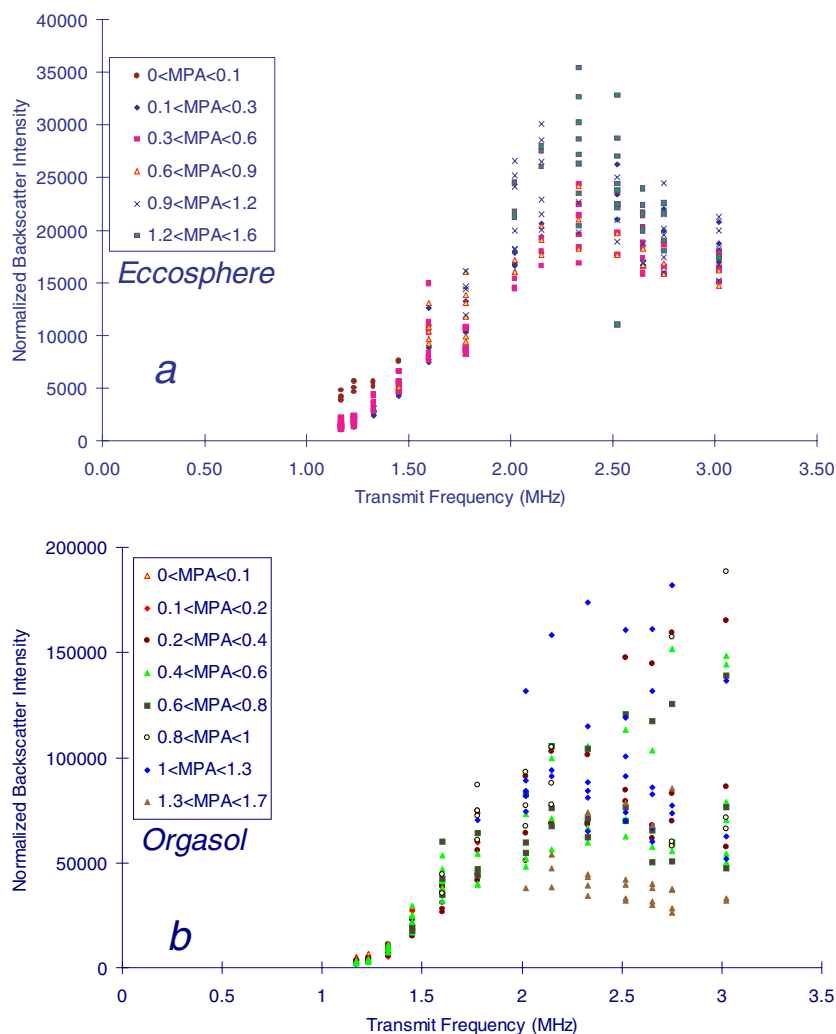 40000
35000
30000
25000
20000
15000
10000
5000
0
Normalized Backscatter Intensity
0<MPA<0.1
0.1<MPA<0.3
0.3<MPA<0.6
0.6<MPA<0.9
0.9<MPA<1.2
1.2<MPA<1.6
Eccosphere
a
0.00 0.50 1.00 1.50 2.00 2.50 3.00 3.50
Transmit Frequency (MHz)
200000
150000
100000
50000
0
Normalized Backscatter Intensity
0<MPA<0.1
0.1<MPA<0.2
0.2<MPA<0.4
0.4<MPA<0.6
0.6<MPA<0.8
0.8<MPA<1
1<MPA<1.3
1.3<MPA<1.7
Orgasol
b
0 0.5 1 1.5 2 2.5 3 3.5
Transmit Frequency (MHz)